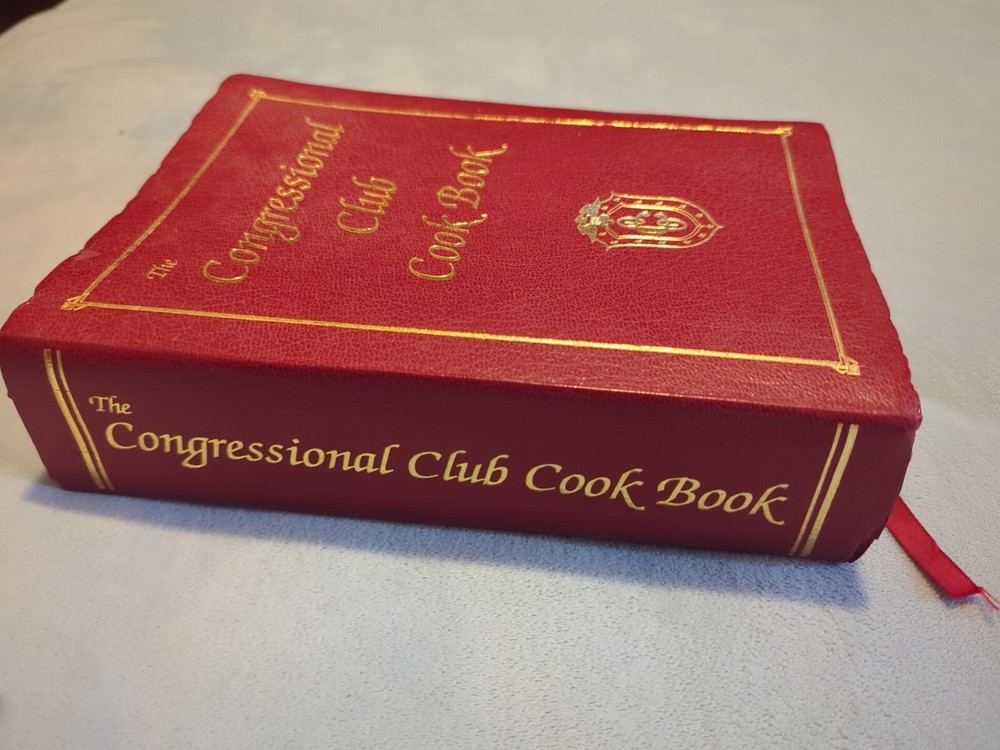 The
Congressional
Club
Cook Book
The
Congressional Club Cook Book